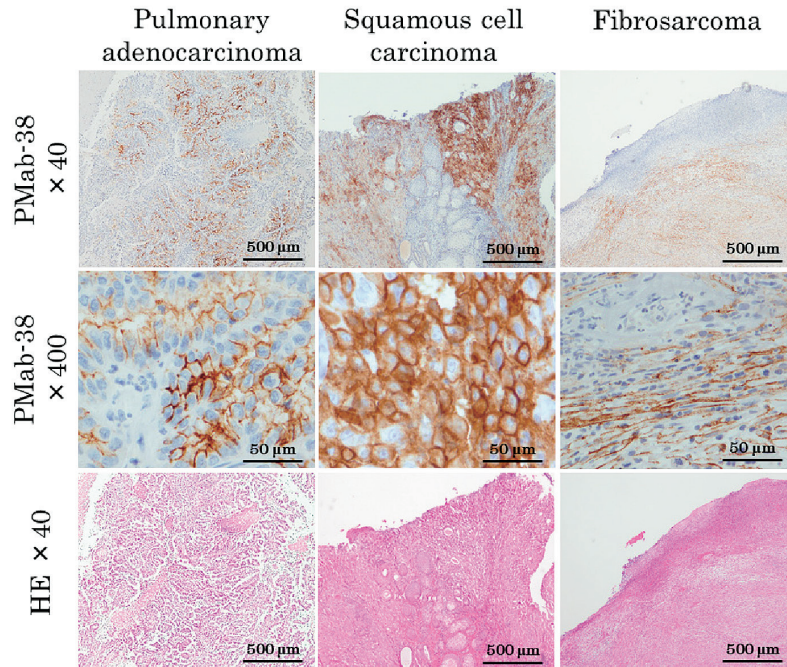 Pulmonary
adenocarcinoma
Squamous cell
carcinoma
Fibrosarcoma
PMab-38
×40
500 µm
500 µm
500 µm
PMab-38
×400
50 µm
50 µm
50 µm
HE ×40
500 µm
500 µm
500 µm